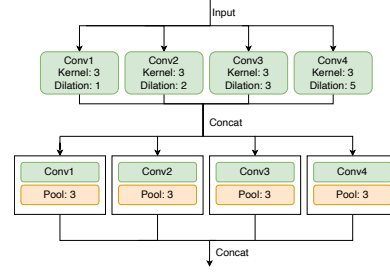 Input
Conv1
Kernel: 3
Dilation: 1
Conv2
Kernel: 3
Dilation: 2
Conv3
Kernel: 3
Dilation: 3
Conv4
Kernel: 3
Dilation: 5
Concat
Conv1
Pool: 3
Conv2
Pool: 3
Conv3
Pool: 3
Conv4
Pool: 3
Concat